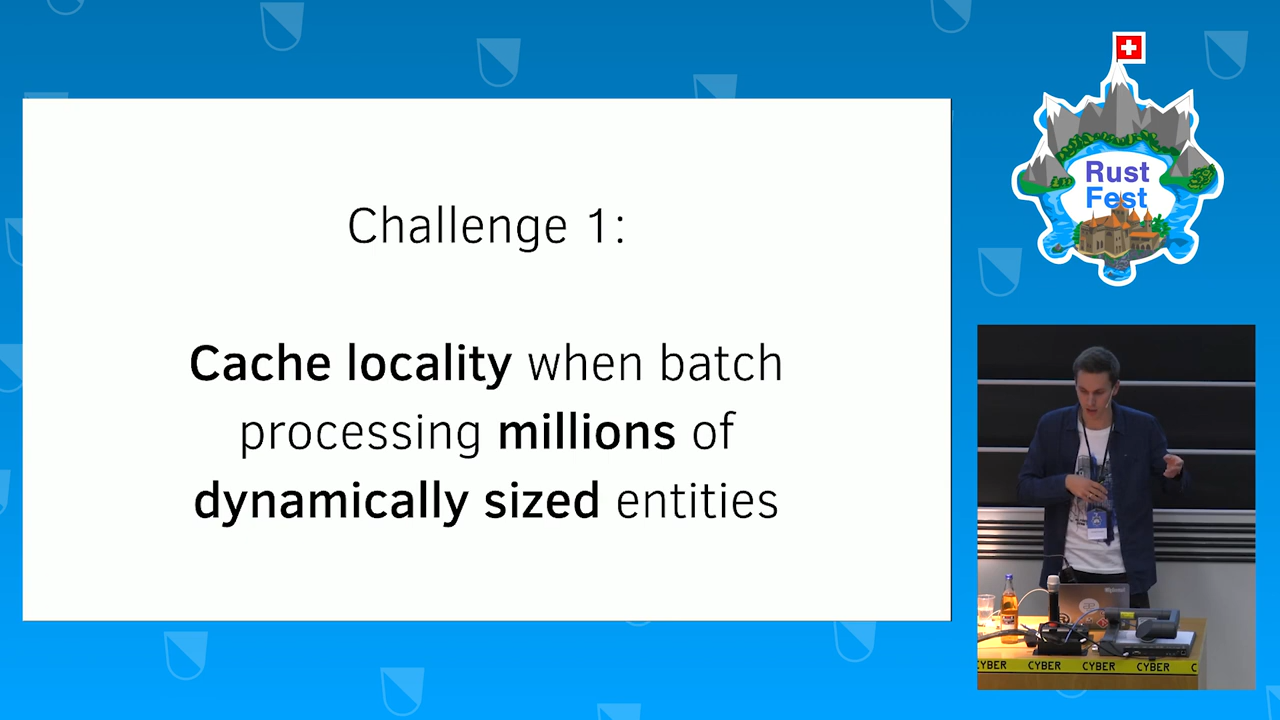 Challenge 1:
Cache locality when batch
processing millions of
dynamically sized entities
Rust
Fest
CYBER CYBER CYBER CYBER C